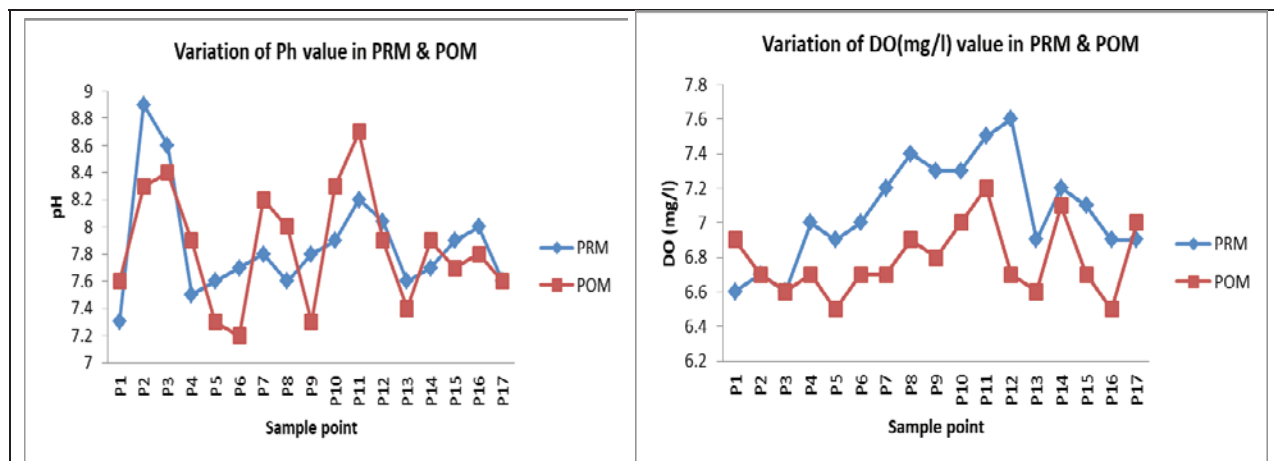 Variation of Ph value in PRM & POM
pH
9
8.8
8.6
8.4
8.2
8
7.8
7.6
7.4
7.2
7
P1 P2 P3 P4 P5 P6 P7 P8 P9 P10 P11 P12 P13 P14 P15 P16 P17
Sample point
PRM
POM
Variation of DO(mg/l) value in PRM & POM
DO (mg/l)
7.8
7.6
7.4
7.2
7
6.8
6.6
6.4
6.2
P1 P2 P3 P4 P5 P6 P7 P8 P9 P10 P11 P12 P13 P14 P15 P16 P17
Sample point
PRM
POM